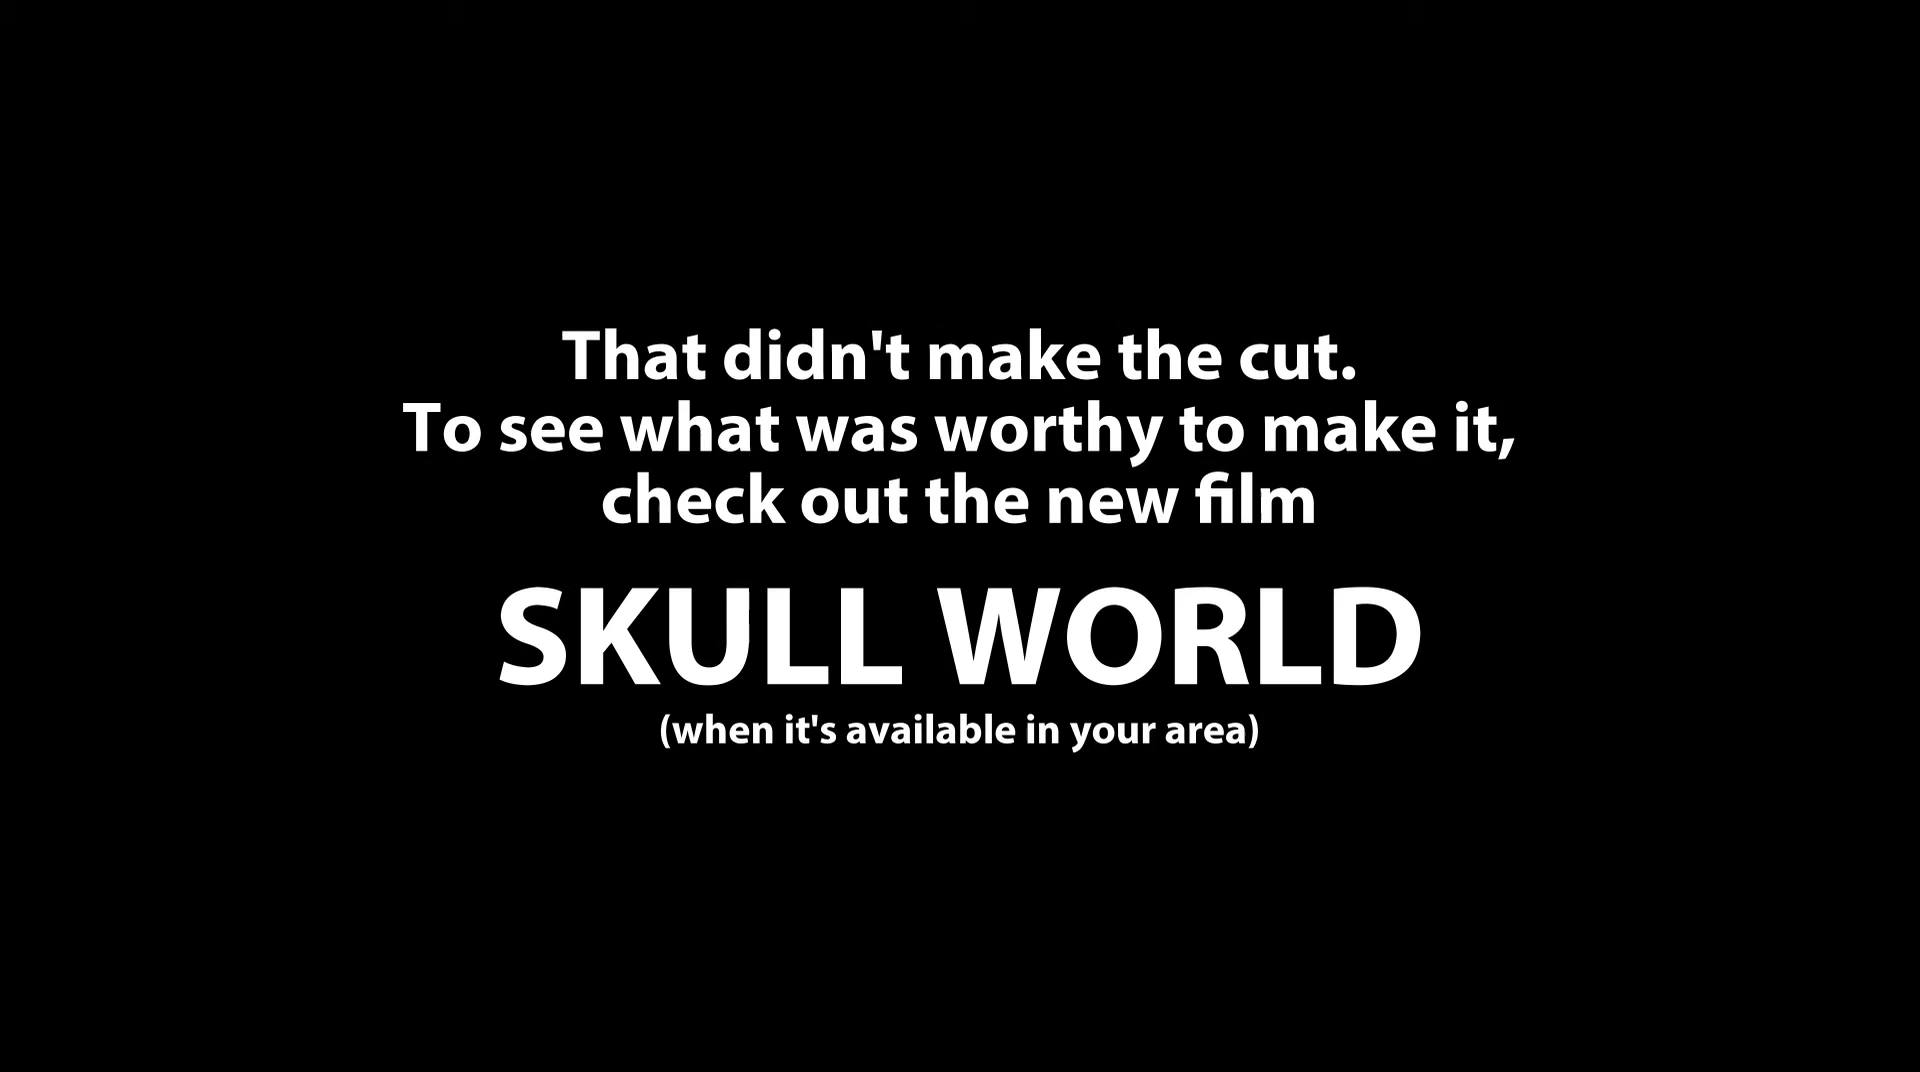 That didn't make the cut.
To see what was worthy to make it,
check out the new film
SKULL WORLD
(when it's available in your area)